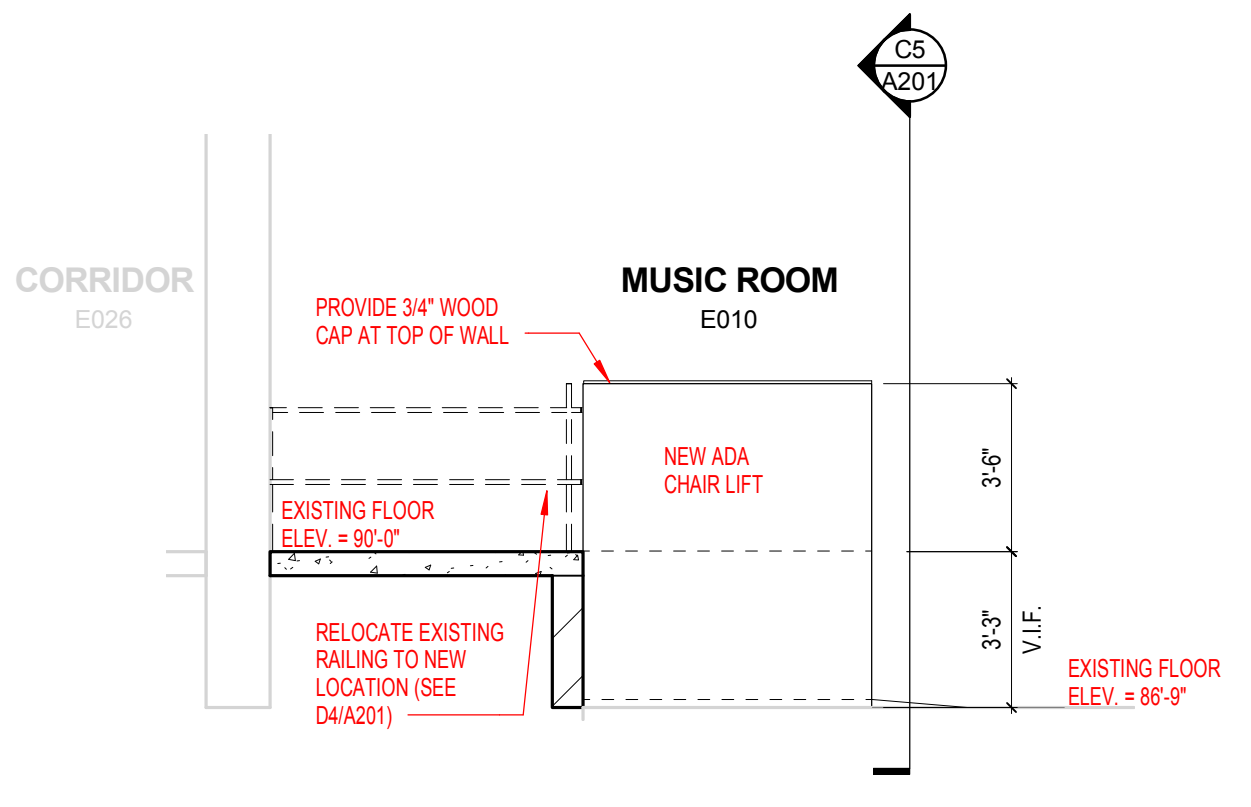 C5
A201
CORRIDOR
E026
MUSIC ROOM
E010
PROVIDE 3/4" WOOD
CAP AT TOP OF WALL
NEW ADA
CHAIR LIFT
3'-6"
EXISTING FLOOR
ELEV. = 90'-0"
RELOCATE EXISTING
RAILING TO NEW
LOCATION (SEE
D4/A201)
3'-3"
V.I.F.
EXISTING FLOOR
ELEV. = 86'-9"